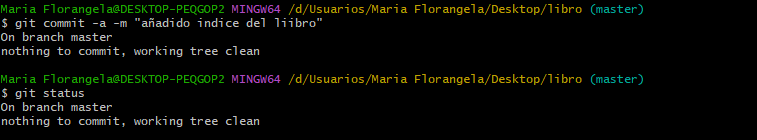 Maria Florangela@DESKTOP-PEQGOP2 MINGW64 /d/Usuarios/Maria Florangela/Desktop/libro (master)
$ git commit -a -m "añadido indice del liibro"
On branch master
nothing to commit, working tree clean
Maria Florangela@DESKTOP-PEQGOP2 MINGW64 /d/Usuarios/Maria Florangela/Desktop/libro (master)
$ git status
On branch master
nothing to commit, working tree clean